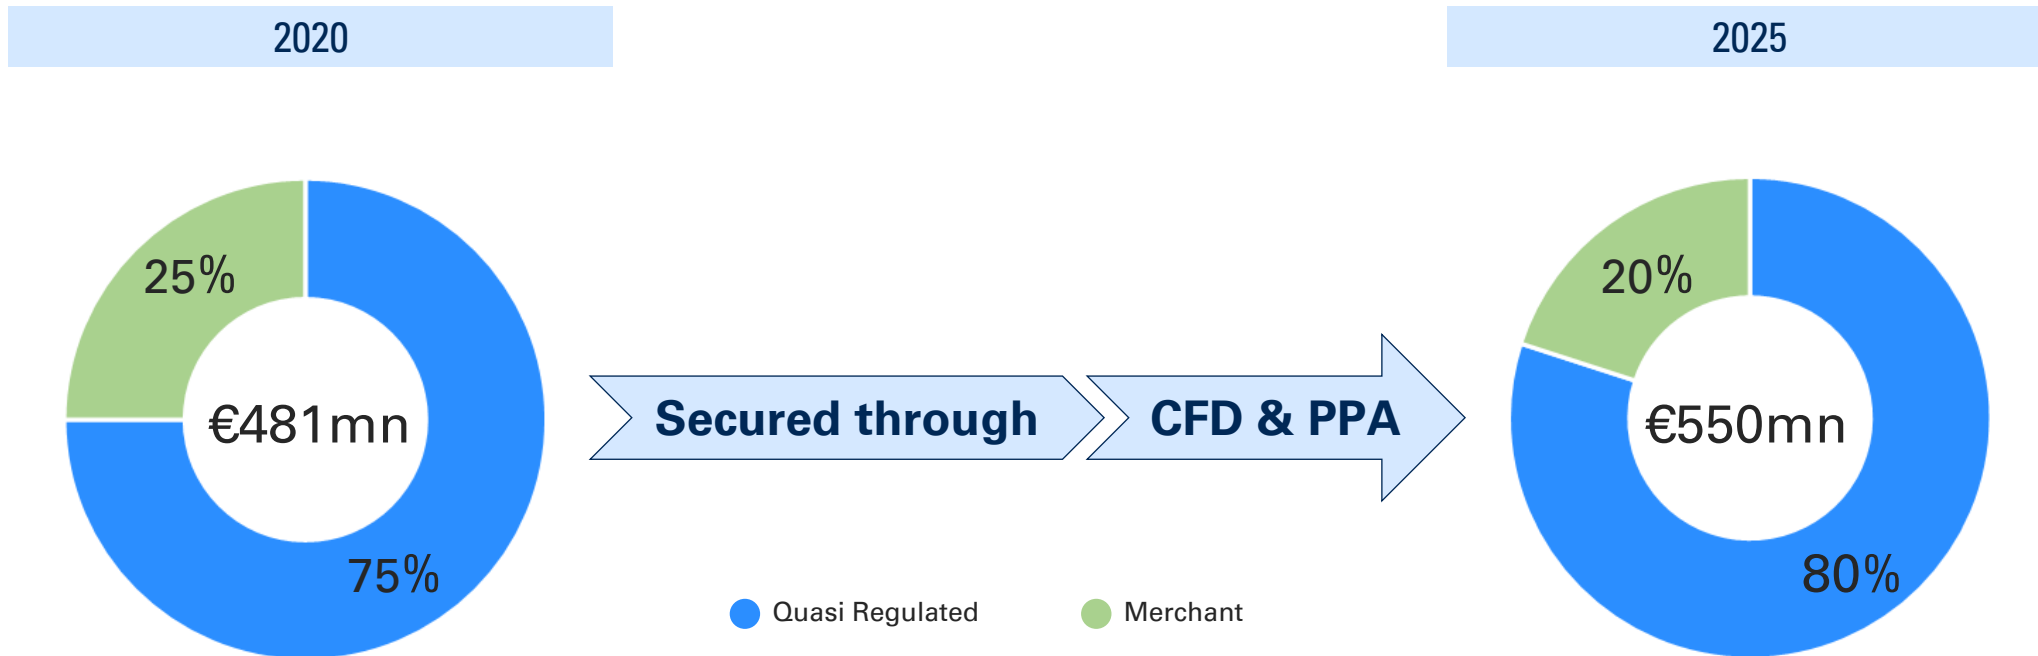 2020
2025
25%
€481mn
75%
Secured through
CFD & PPA
20%
€550mn
80%
Quasi Regulated
Merchant